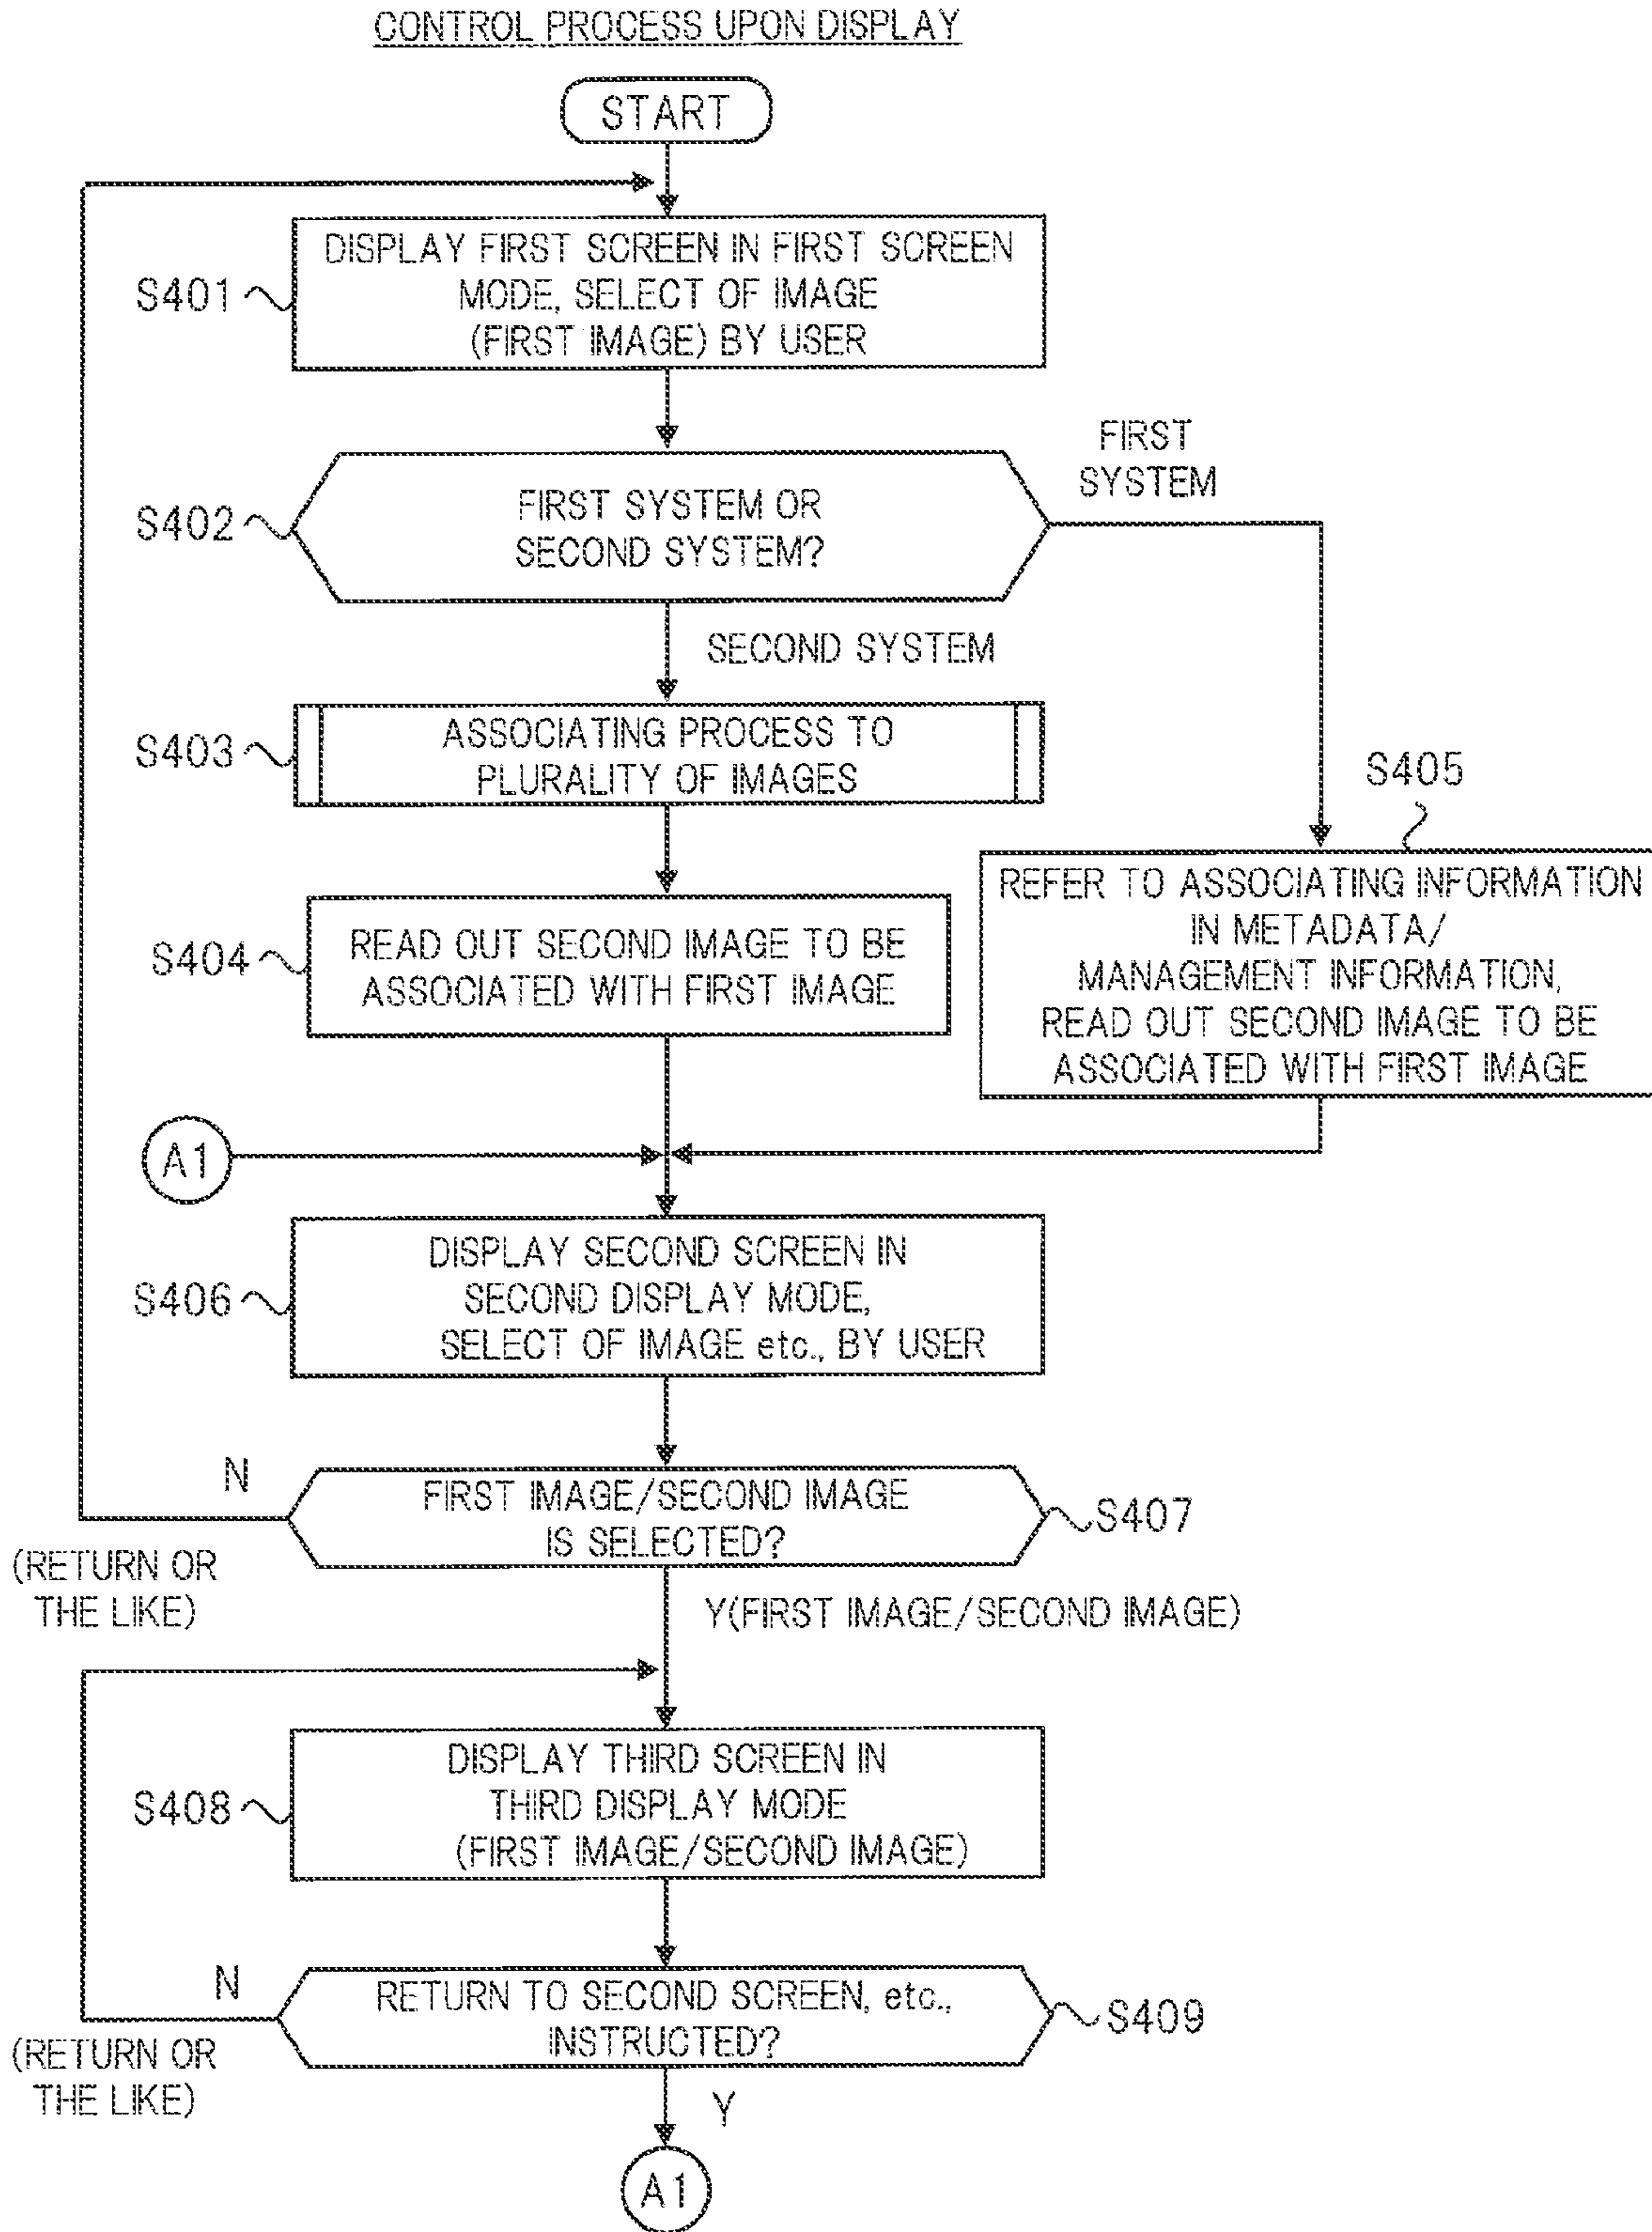 CONTROL PROCESS UPON DISPLAY
START
S401
DISPLAY FIRST SCREEN IN FIRST SCREEN
MODE, SELECT OF IMAGE
(FIRST IMAGE) BY USER
S402
FIRST SYSTEM OR
SECOND SYSTEM?
FIRST
SYSTEM
SECOND SYSTEM
S403
ASSOCIATING PROCESS TO
PLURALITY OF IMAGES
S404
READ OUT SECOND IMAGE TO BE
ASSOCIATED WITH FIRST IMAGE
S405
REFER TO ASSOCIATING INFORMATION
IN METADATA/
MANAGEMENT INFORMATION,
READ OUT SECOND IMAGE TO BE
ASSOCIATED WITH FIRST IMAGE
A1
S406
DISPLAY SECOND SCREEN IN
SECOND DISPLAY MODE,
SELECT OF IMAGE etc., BY USER
N
(RETURN OR
THE LIKE)
FIRST IMAGE/SECOND IMAGE
IS SELECTED?
S407
Y(FIRST IMAGE/SECOND IMAGE)
S408
DISPLAY THIRD SCREEN IN
THIRD DISPLAY MODE
(FIRST IMAGE/SECOND IMAGE)
N
(RETURN OR
THE LIKE)
RETURN TO SECOND SCREEN, etc.,
INSTRUCTED?
S409
Y
A1